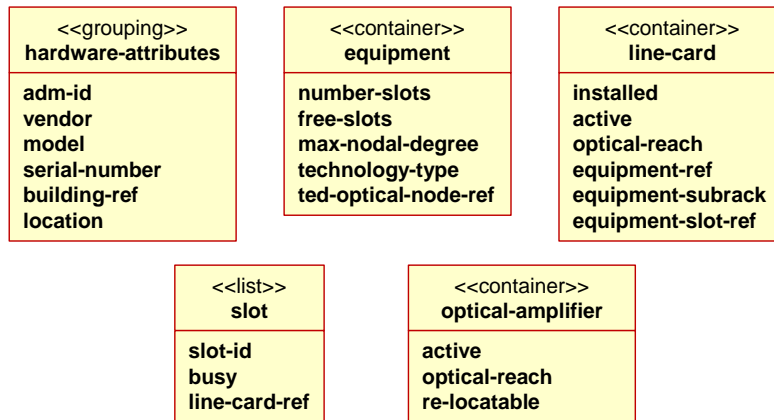 <<grouping>>
hardware-attributes
adm-id
vendor
model
serial-number
building-ref
location
<<container>>
equipment
number-slots
free-slots
max-nodal-degree
technology-type
ted-optical-node-ref
<<container>>
line-card
installed
active
optical-reach
equipment-ref
equipment-subrack
equipment-slot-ref
<<list>>
slot
slot-id
busy
line-card-ref
<<container>>
optical-amplifier
active
optical-reach
re-locatable